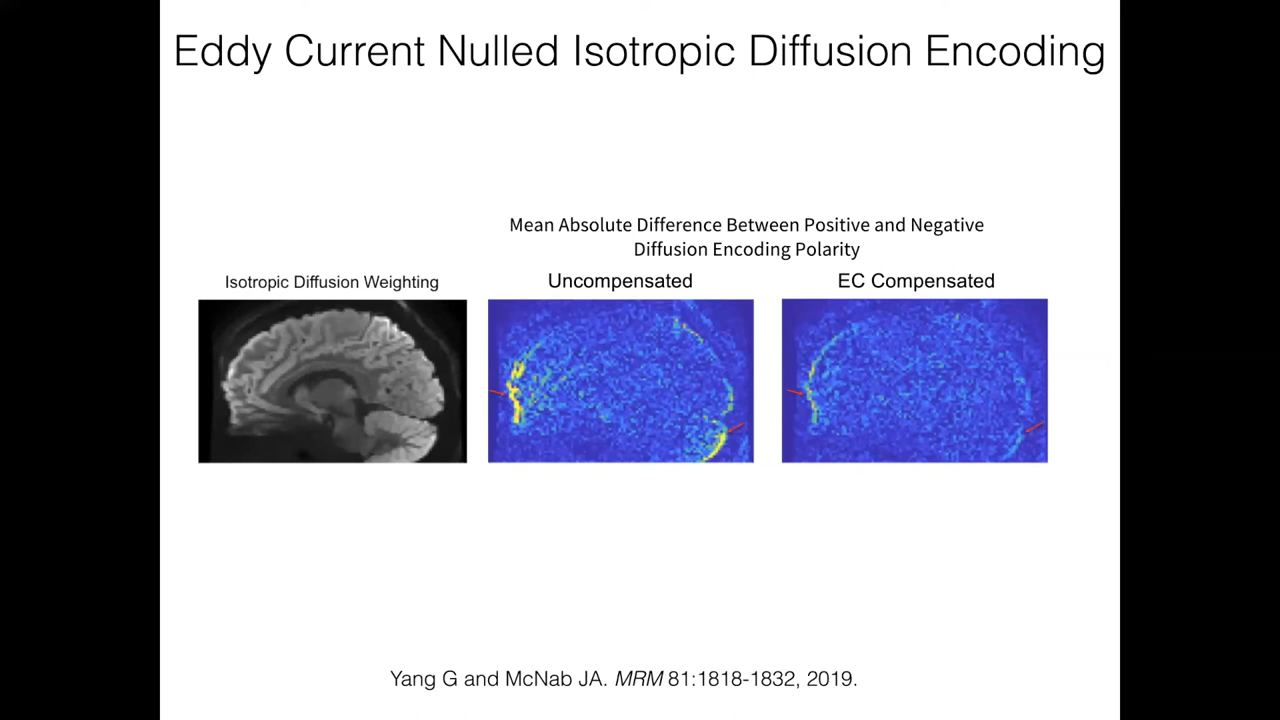 Eddy Current Nulled Isotropic Diffusion Encoding
Mean Absolute Difference Between Positive and Negative
Diffusion Encoding Polarity
Isotropic Diffusion Weighting
Uncompensated
EC Compensated
Yang G and McNab JA. MRM 81:1818-1832, 2019.